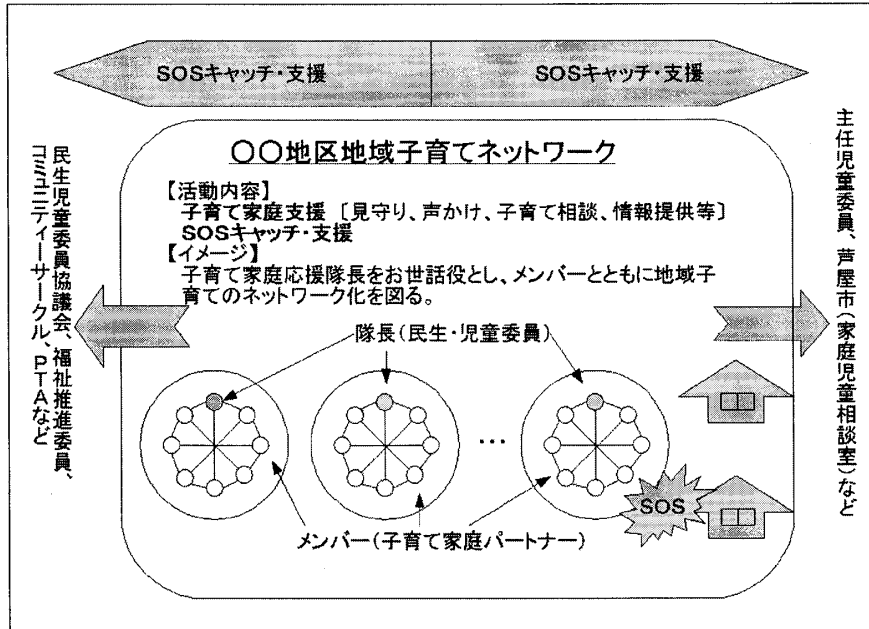 SOSキャッチ・支援
SOSキャッチ・支援
〇〇地区地域子育てネットワーク
【活動内容】
子育て家庭支援〔見守り、声かけ、子育て相談、情報提供等〕
SOSキャッチ・支援
【イメージ】
子育て家庭応援隊長をお世話役とし、メンバーとともに地域子
育てのネットワーク化を図る。
隊長(民生・児童委員)
…
SOS
メンバー(子育て家庭パートナー)
民生児童委員協議会、福祉推進委員、
コミュニティーサークル、PTAなど
主任児童委員、芦屋市(家庭児童相談室)など